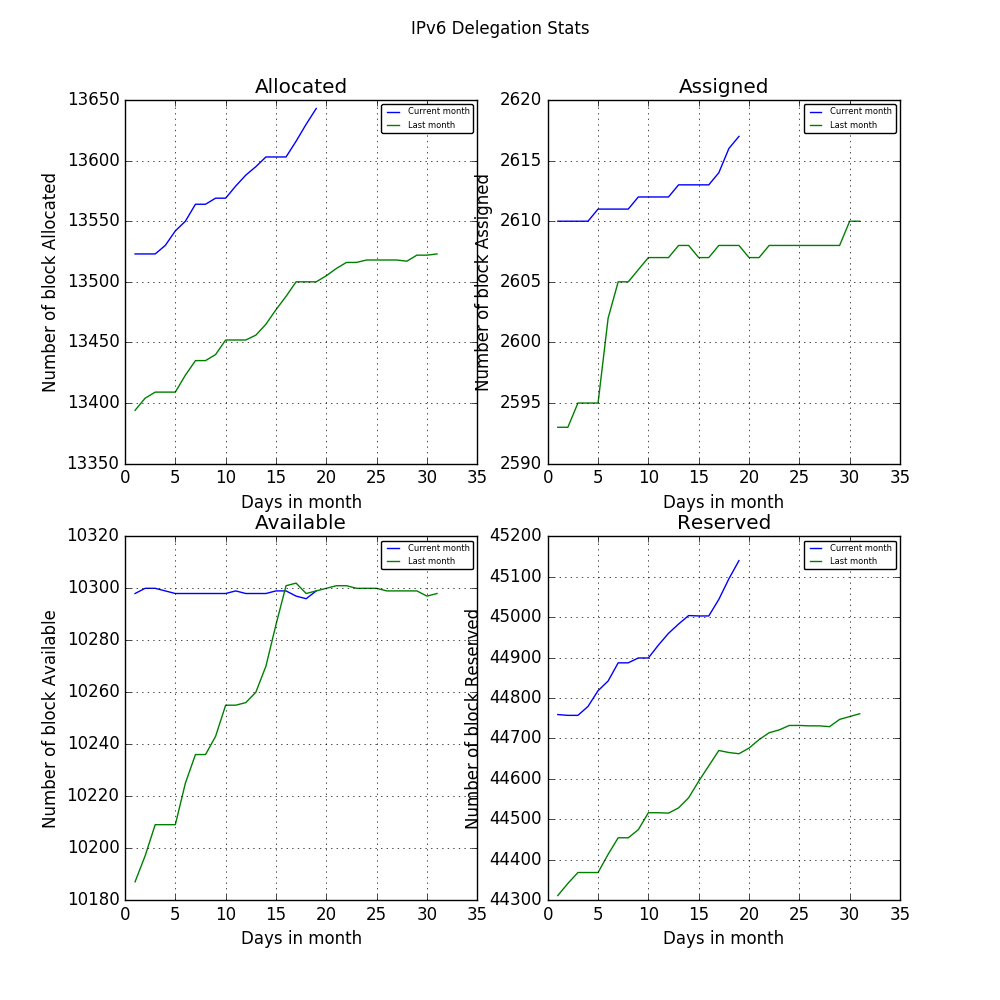 IPv6 Delegation Stats
Allocated
Number of block Allocated
13650
13600
13550
13500
13450
13400
13350
0 5 10 15 20 25 30 35
Days in month
Current month
Last month
Assigned
Number of block Assigned
2620
2615
2610
2605
2600
2595
2590
0 5 10 15 20 25 30 35
Days in month
Current month
Last month
Available
Number of block Available
10320
10300
10280
10260
10240
10220
10200
10180
0 5 10 15 20 25 30 35
Days in month
Current month
Last month
Reserved
Number of block Reserved
45200
45100
45000
44900
44800
44700
44600
44500
44400
44300
0 5 10 15 20 25 30 35
Days in month
Current month
Last month